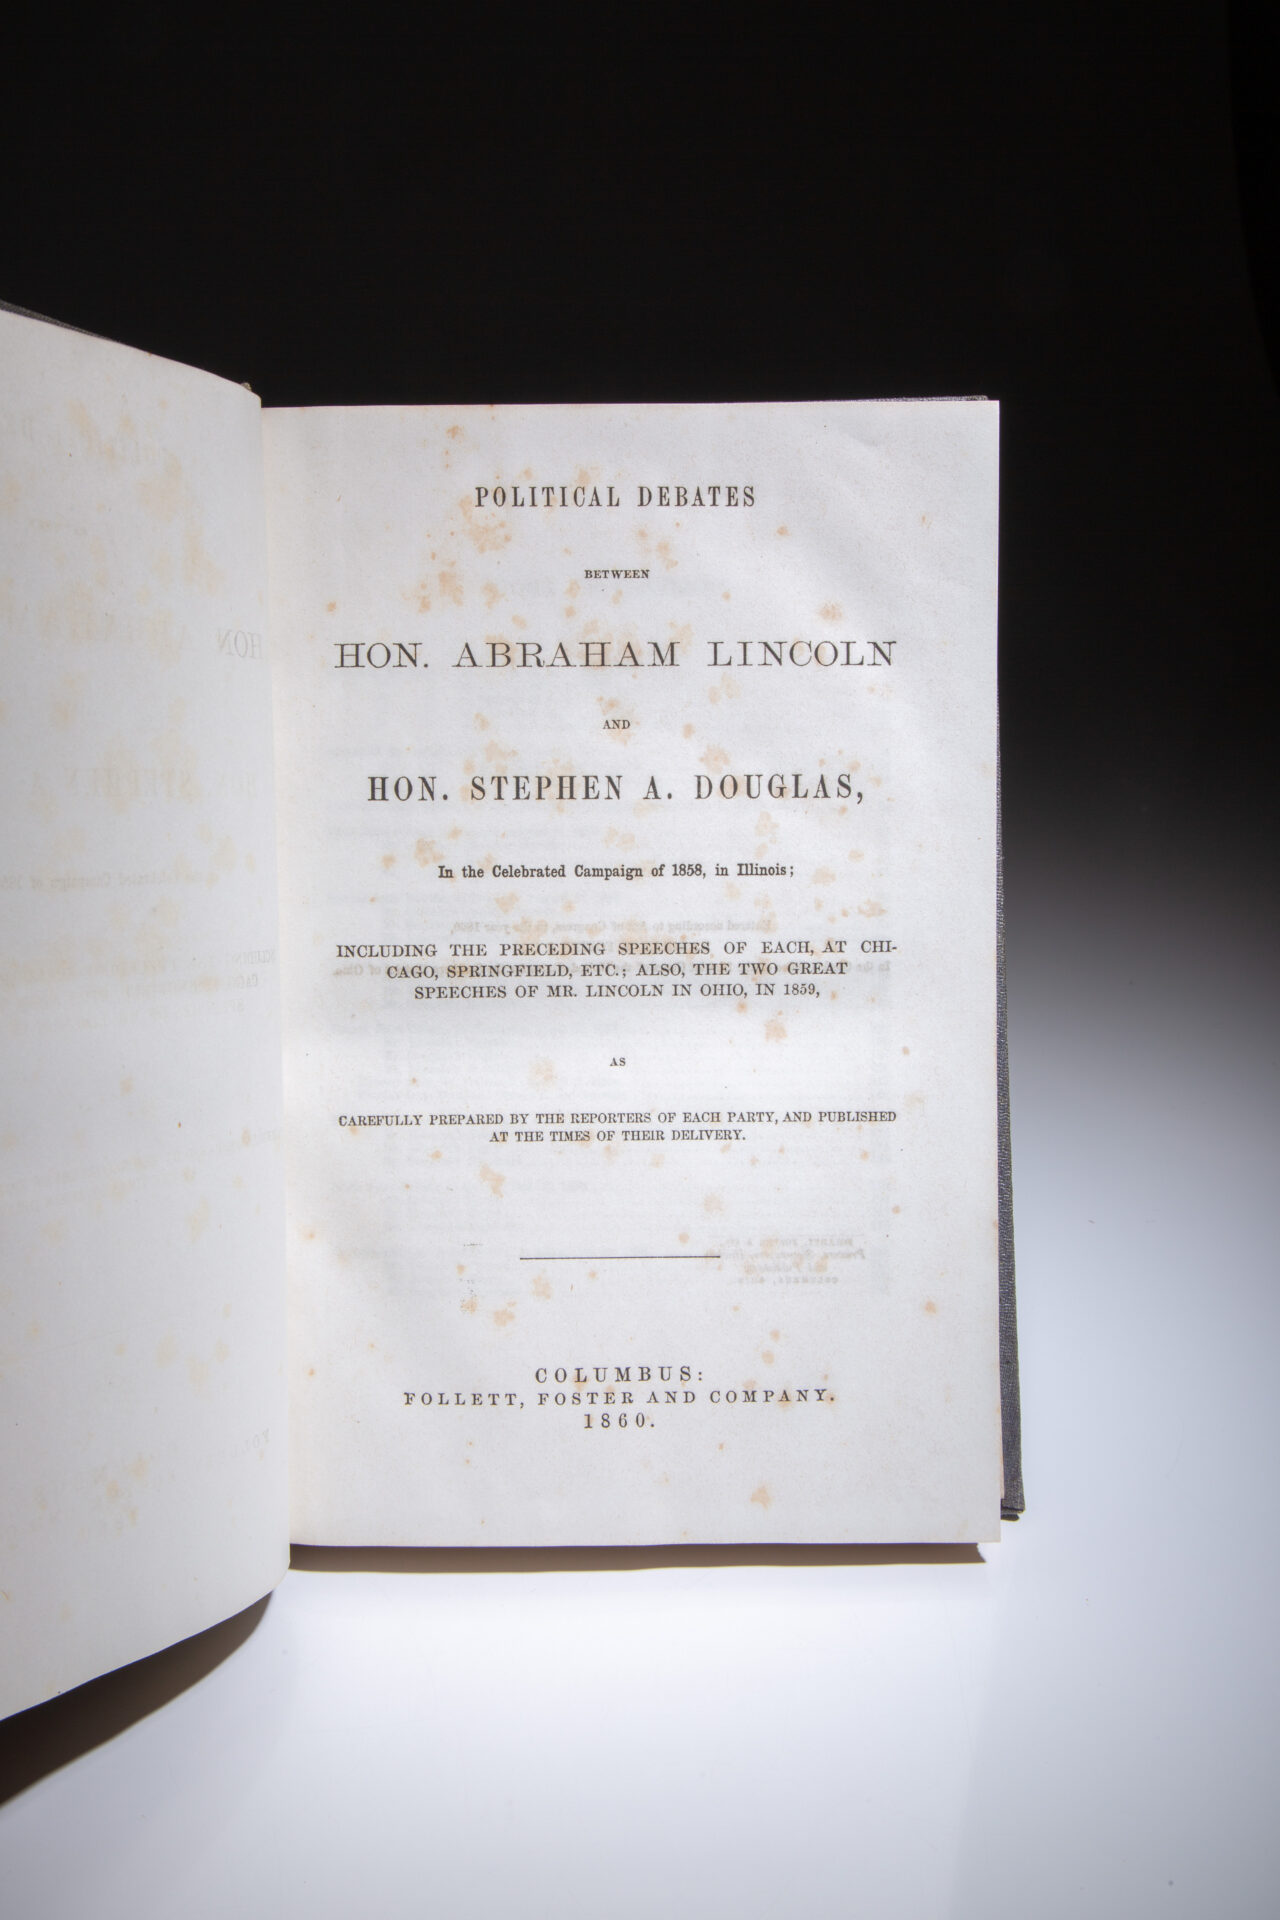 POLITICAL DEBATES
BETWEEN
HON. ABRAHAM LINCOLN
AND
HON. STEPHEN A. DOUGLAS,
In the Celebrated Campaign of 1858, in Illinois;
INCLUDING THE PRECEDING SPEECHES OF EACH, AT CHI-
CAGO, SPRINGFIELD, ETC.; ALSO, THE TWO GREAT
SPEECHES OF MR. LINCOLN IN OHIO, IN 1859,
AS
CAREFULLY PREPARED BY THE REPORTERS OF EACH PARTY, AND PUBLISHED
AT THE TIMES OF THEIR DELIVERY.
COLUMBUS:
FOLLETT, FOSTER AND COMPANY.
1860.